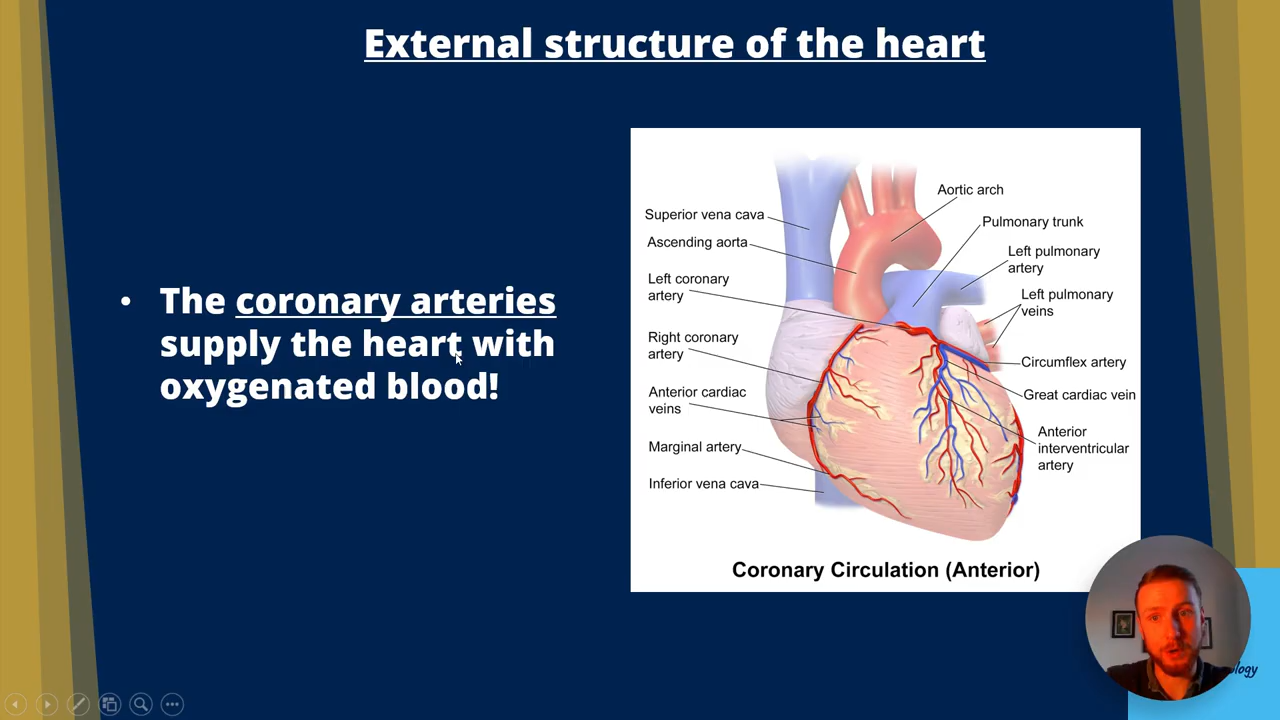 External structure of the heart
• The coronary arteries
supply the heart with
oxygenated blood!
Superior vena cava
Ascending aorta
Left coronary
artery
Right coronary
artery
Anterior cardiac
veins
Marginal artery
Inferior vena cava
Aortic arch
Pulmonary trunk
Left pulmonary
artery
Left pulmonary
veins
Circumflex artery
Great cardiac vein
Anterior
interventricular
artery
Coronary Circulation (Anterior)